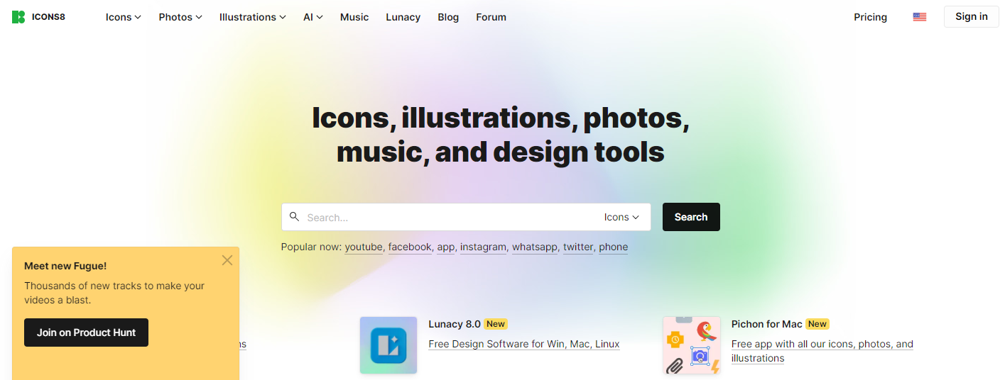 ICONS8 Icons Photos Illustrations AI Music Lunacy Blog Forum Pricing Sign in
Icons, illustrations, photos,
music, and design tools
Search... Icons Search
Popular now: youtube, facebook, app, instagram, whatsapp, twitter, phone
Meet new Fugue!
Thousands of new tracks to make your
videos a blast.
Join on Product Hunt
Lunacy 8.0 New
Free Design Software for Win, Mac, Linux
Pichon for Mac New
Free app with all our icons, photos, and
illustrations